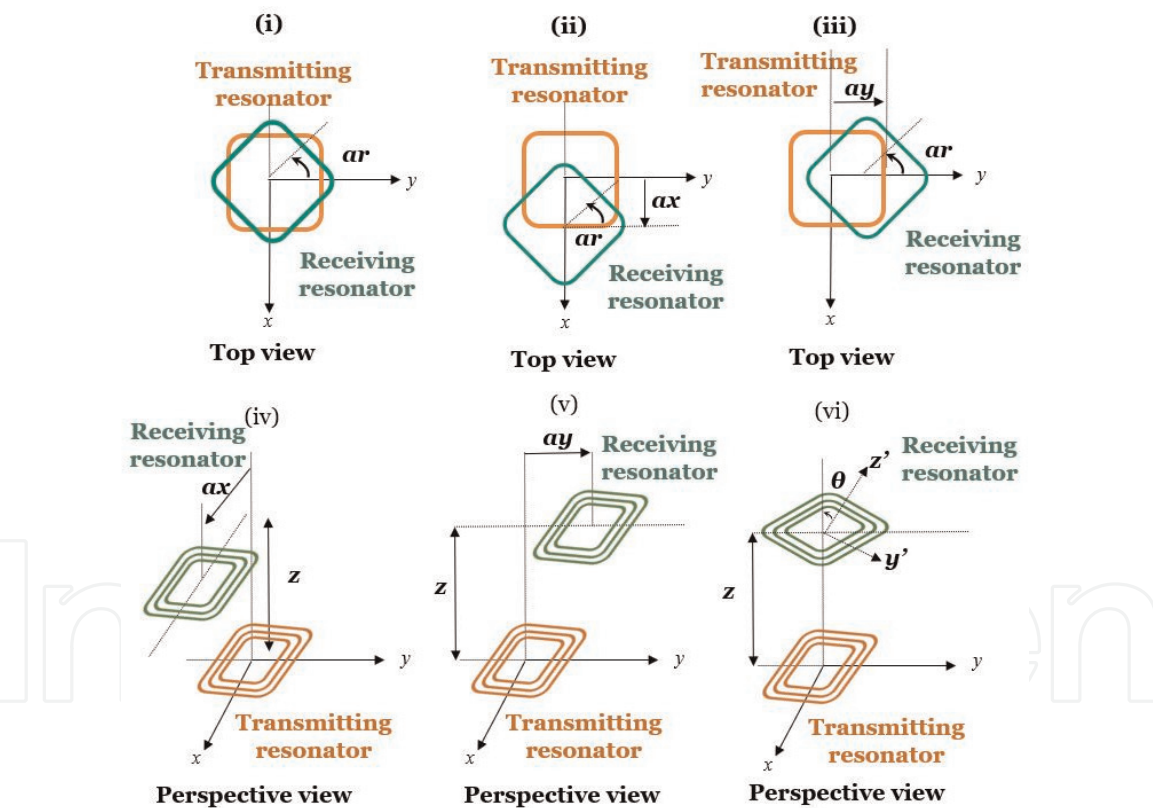 (i)
Transmitting
resonator
ar
y
Receiving
resonator
x
Top view
(ii)
Transmitting
resonator
y
ax
ar
Receiving
resonator
x
Top view
(iii)
Transmitting
resonator
ay
ar
y
Receiving
resonator
x
Top view
(iv)
Receiving
resonator
ax
z
y
Transmitting
resonator
x
Perspective view
(v)
ay
Receiving
resonator
z
y
Transmitting
resonator
x
Perspective view
(vi)
Receiving
resonator
z’
θ
y’
z
y
Transmitting
resonator
x
Perspective view